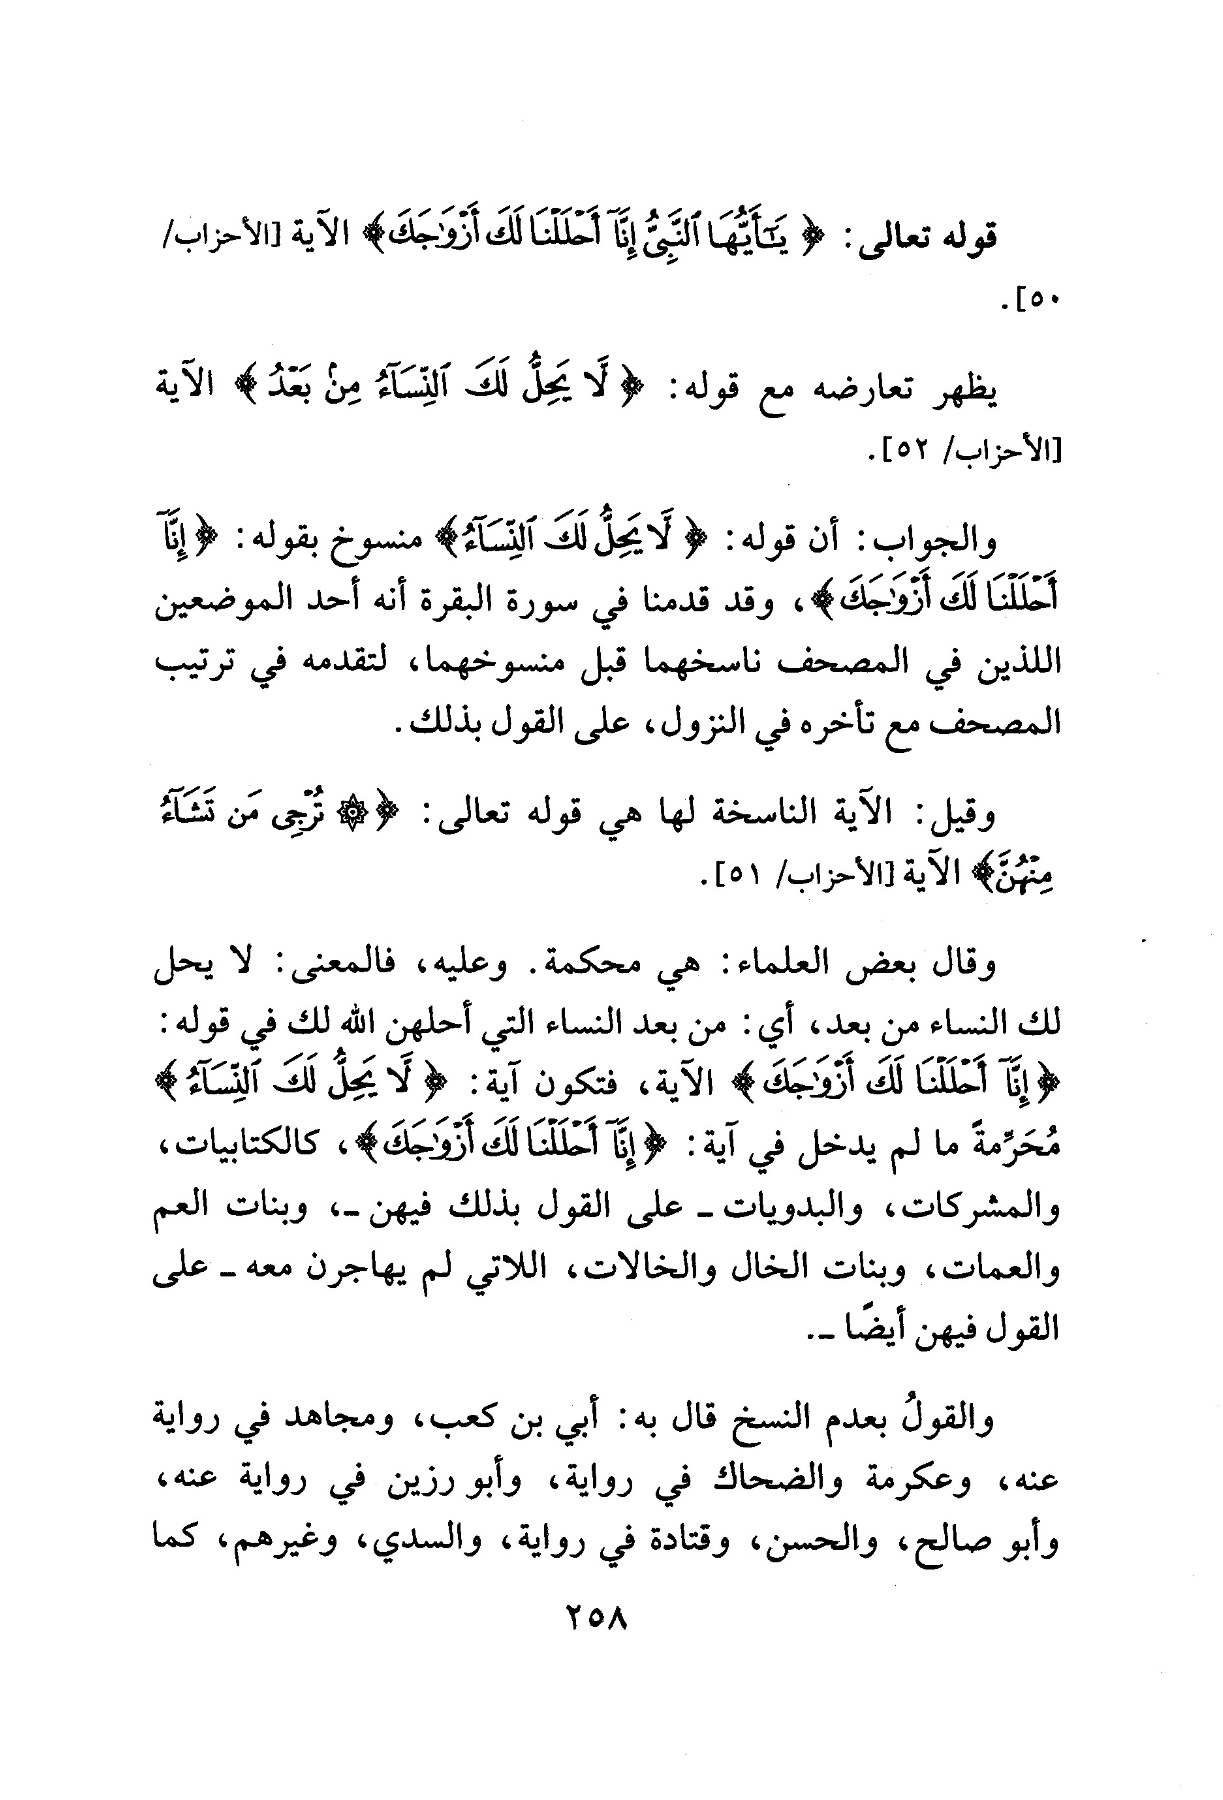 قوله تعالى: ﴿يَٰٓأَيُّهَا ٱلنَّبِىُّ إِنَّآ أَحْلَلْنَا لَكَ أَزْوَٰجَكَ﴾ الآية [الأحزاب/
٥٠].
يظهر تعارضه مع قوله: ﴿لَّا يَحِلُّ لَكَ ٱلنِّسَآءُ مِنۢ بَعْدُ﴾ الآية
[الأحزاب/ ٥٢].
والجواب: أن قوله: ﴿لَّا يَحِلُّ لَكَ ٱلنِّسَآءُ﴾ منسوخ بقوله: ﴿إِنَّآ
أَحْلَلْنَا لَكَ أَزْوَٰجَكَ﴾، وقد قدمنا في سورة البقرة أنه أحد الموضعين
اللذين في المصحف ناسخهما قبل منسوخهما، لتقدمه في ترتيب
المصحف مع تأخره في النزول، على القول بذلك.
وقيل: الآية الناسخة لها هي قوله تعالى: ﴿۞ تُرْجِى مَن تَشَآءُ
مِنْهُنَّ﴾ الآية [الأحزاب/ ٥١].
وقال بعض العلماء: هي محكمة. وعليه، فالمعنى: لا يحل
لك النساء من بعد، أي: من بعد النساء التي أحلهن الله لك في قوله:
﴿إِنَّآ أَحْلَلْنَا لَكَ أَزْوَٰجَكَ﴾ الآية، فتكون آية: ﴿لَّا يَحِلُّ لَكَ ٱلنِّسَآءُ﴾
مُحَرِّمةً ما لم يدخل في آية: ﴿إِنَّآ أَحْلَلْنَا لَكَ أَزْوَٰجَكَ﴾، كالكتابيات،
والمشركات، والبدويات ـ على القول بذلك فيهن ـ، وبنات العم
والعمات، وبنات الخال والخالات، اللاتي لم يهاجرن معه ـ على
القول فيهن أيضًا ـ.
والقولُ بعدم النسخ قال به: أبي بن كعب، ومجاهد في رواية
عنه، وعكرمة والضحاك في رواية، وأبو رزين في رواية عنه،
وأبو صالح، والحسن، وقتادة في رواية، والسدي، وغيرهم، كما
٢٥٨